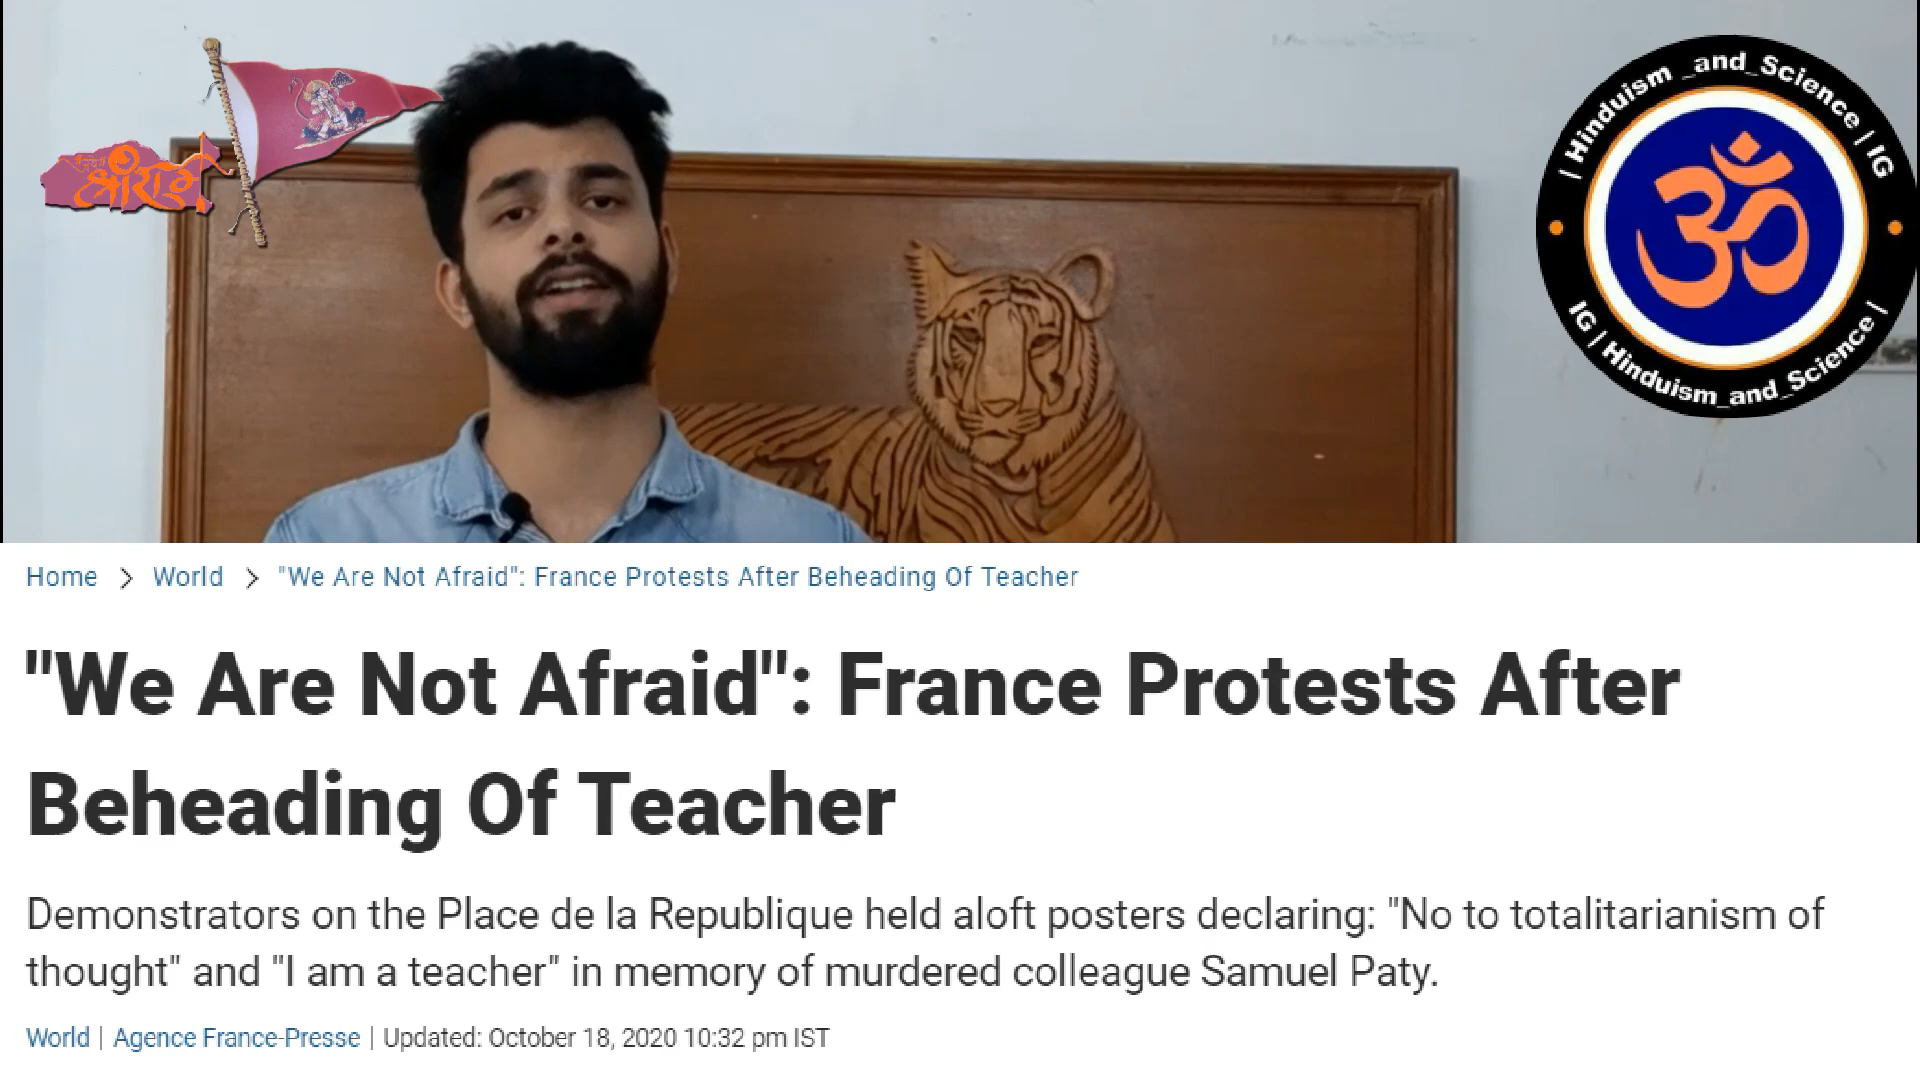 श्री राम
| Hinduism _and_Science | IG
IG | Hinduism_and_Science |
Home > World > "We Are Not Afraid": France Protests After Beheading Of Teacher
"We Are Not Afraid": France Protests After
Beheading Of Teacher
Demonstrators on the Place de la Republique held aloft posters declaring: "No to totalitarianism of
thought" and "I am a teacher" in memory of murdered colleague Samuel Paty.
World | Agence France-Presse | Updated: October 18, 2020 10:32 pm IST